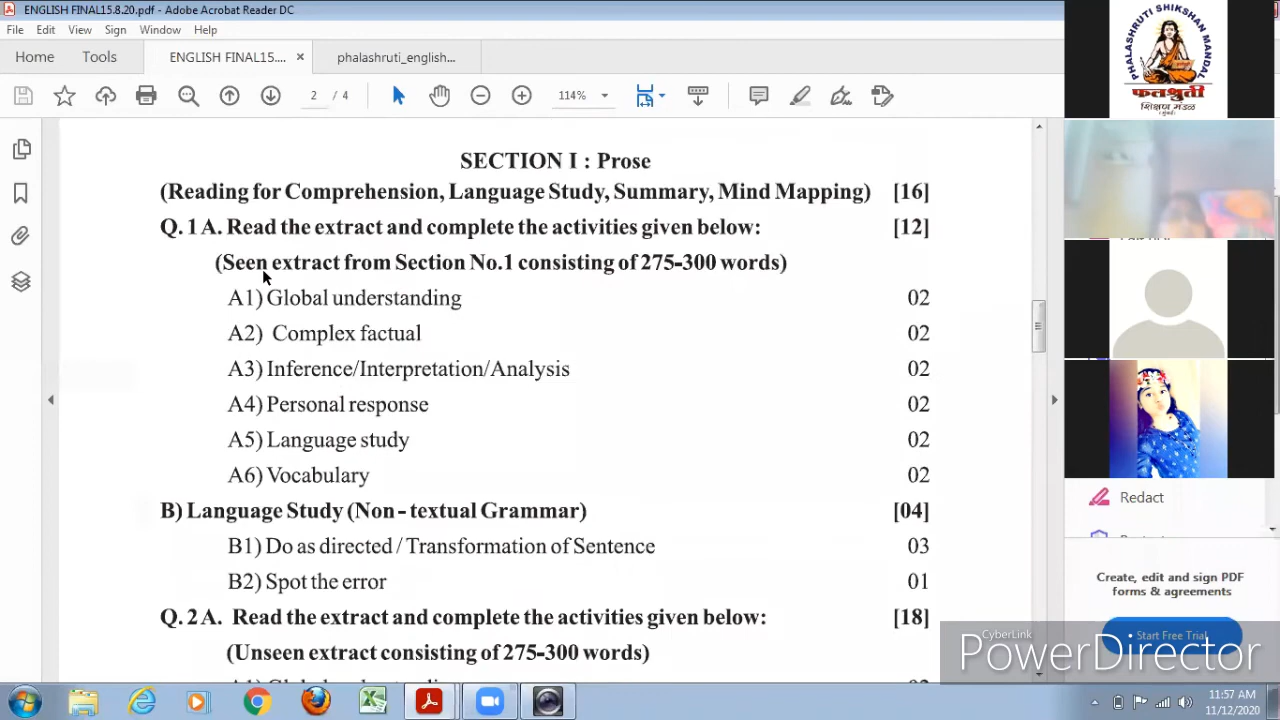 ENGLISH FINAL15.8.20.pdf - Adobe Acrobat Reader DC
File Edit View Sign Window Help
Home Tools ENGLISH FINAL15.... × phalashruti_english...
2 / 4 114%
SECTION I : Prose
(Reading for Comprehension, Language Study, Summary, Mind Mapping) [16]
Q. 1 A. Read the extract and complete the activities given below: [12]
(Seen extract from Section No.1 consisting of 275-300 words)
A1) Global understanding 02
A2) Complex factual 02
A3) Inference/Interpretation/Analysis 02
A4) Personal response 02
A5) Language study 02
A6) Vocabulary 02
B) Language Study (Non - textual Grammar) [04]
B1) Do as directed / Transformation of Sentence 03
B2) Spot the error 01
Q. 2 A. Read the extract and complete the activities given below: [18]
(Unseen extract consisting of 275-300 words)
PHALASHRUTI SHIKSHAN MANDAL
फलश्रुती
शिक्षण मंडळ
(मुंबई)
Redact
Create, edit and sign PDF
forms & agreements
Start Free Trial
CyberLink
PowerDirector
11:57 AM
11/12/2020